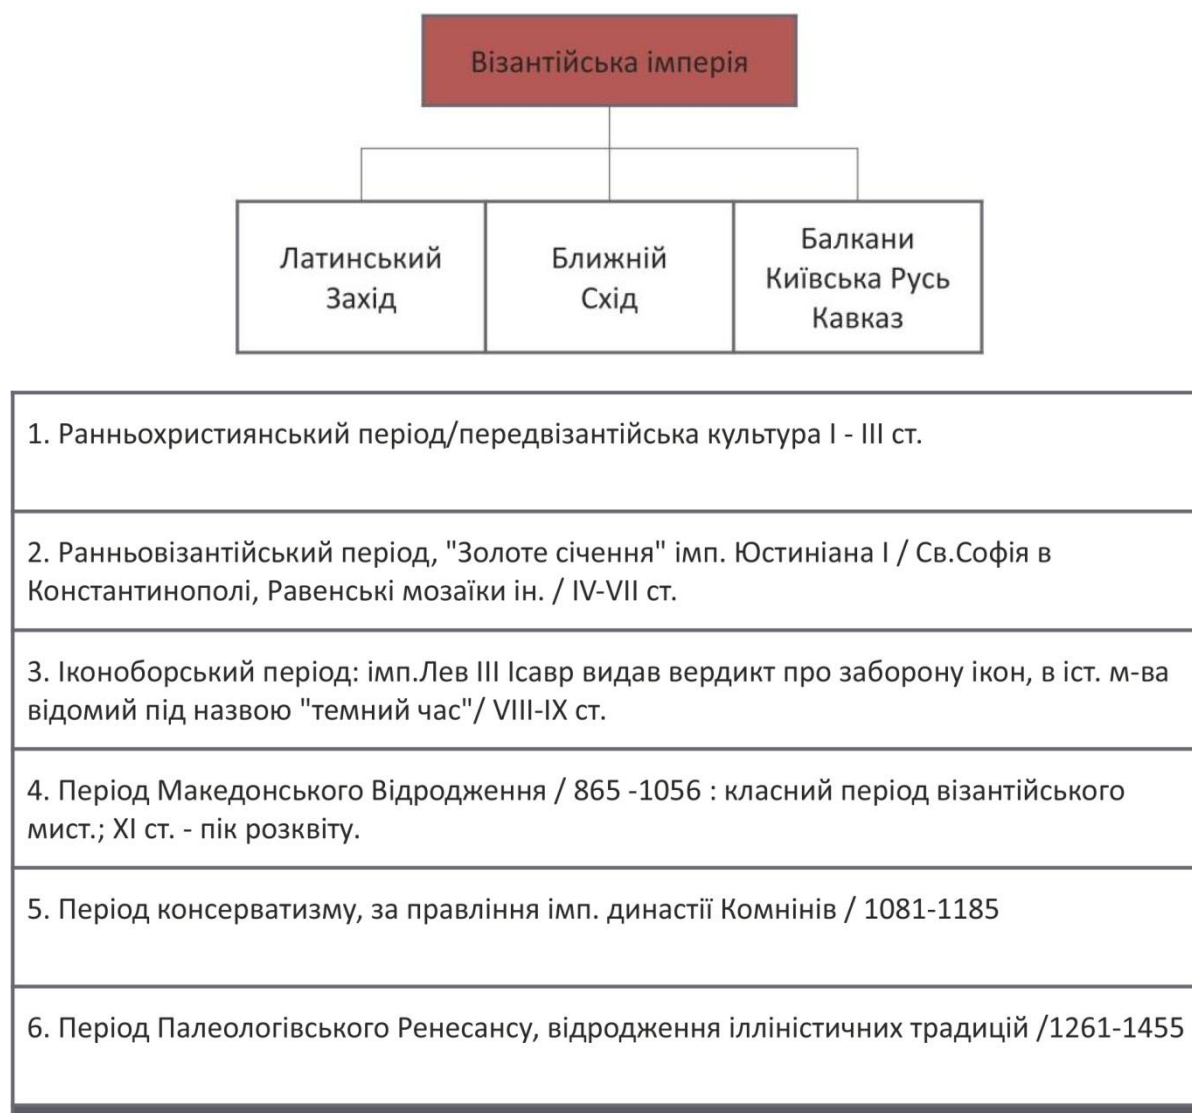 Візантійська імперія
Латинський
Захід
Ближній
Схід
Балкани
Київська Русь
Кавказ
1. Ранньохристиянський період/передвізантійська культура I - III ст.
2. Ранньовізантійський період, "Золоте січення" імп. Юстиніана I / Св.Софія в
Константинополі, Равенські мозаїки ін. / IV-VII ст.
3. Іконоборський період: імп.Лев III Ісавр видав вердикт про заборону ікон, в іст. м-ва
відомий під назвою "темний час"/ VIII-IX ст.
4. Період Македонського Відродження / 865 -1056 : класний період візантійського
мист.; XI ст. - пік розквіту.
5. Період консерватизму, за правління імп. династії Комнінів / 1081-1185
6. Період Палеологівського Ренесансу, відродження ілліністичних традицій /1261-1455